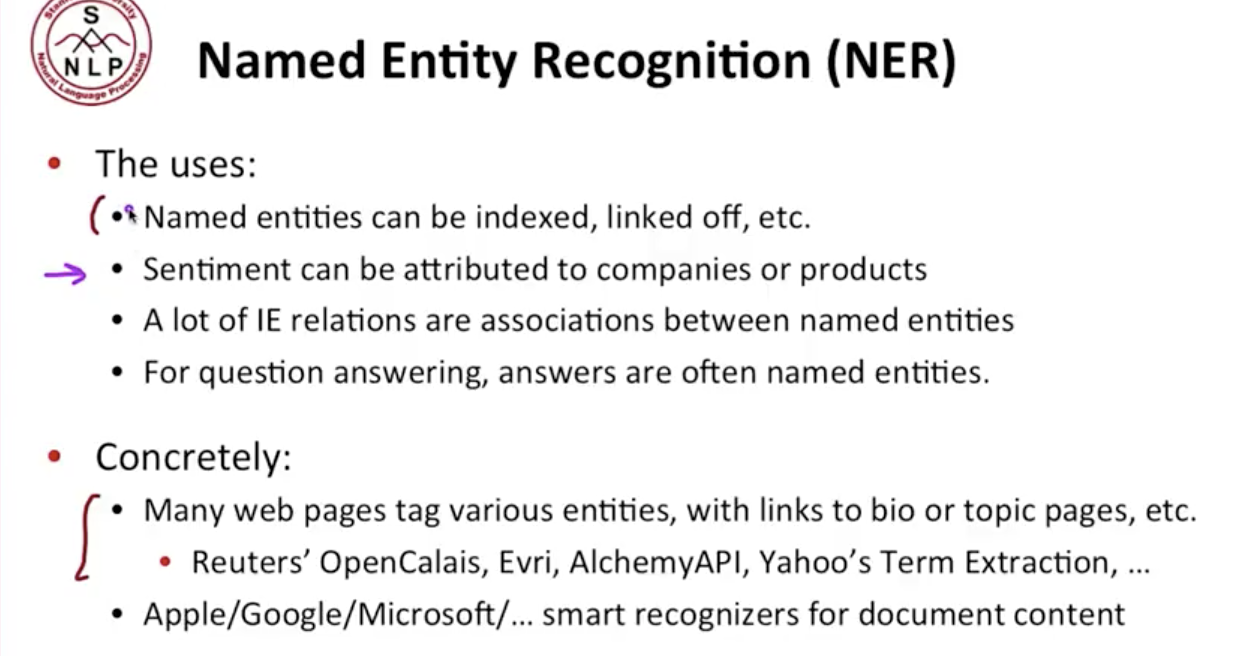 S
NLP
Natural Language Processing
Named Entity Recognition (NER)
• The uses:
• Named entities can be indexed, linked off, etc.
• Sentiment can be attributed to companies or products
• A lot of IE relations are associations between named entities
• For question answering, answers are often named entities.
• Concretely:
• Many web pages tag various entities, with links to bio or topic pages, etc.
• Reuters’ OpenCalais, Evri, AlchemyAPI, Yahoo’s Term Extraction, ...
• Apple/Google/Microsoft/... smart recognizers for document content